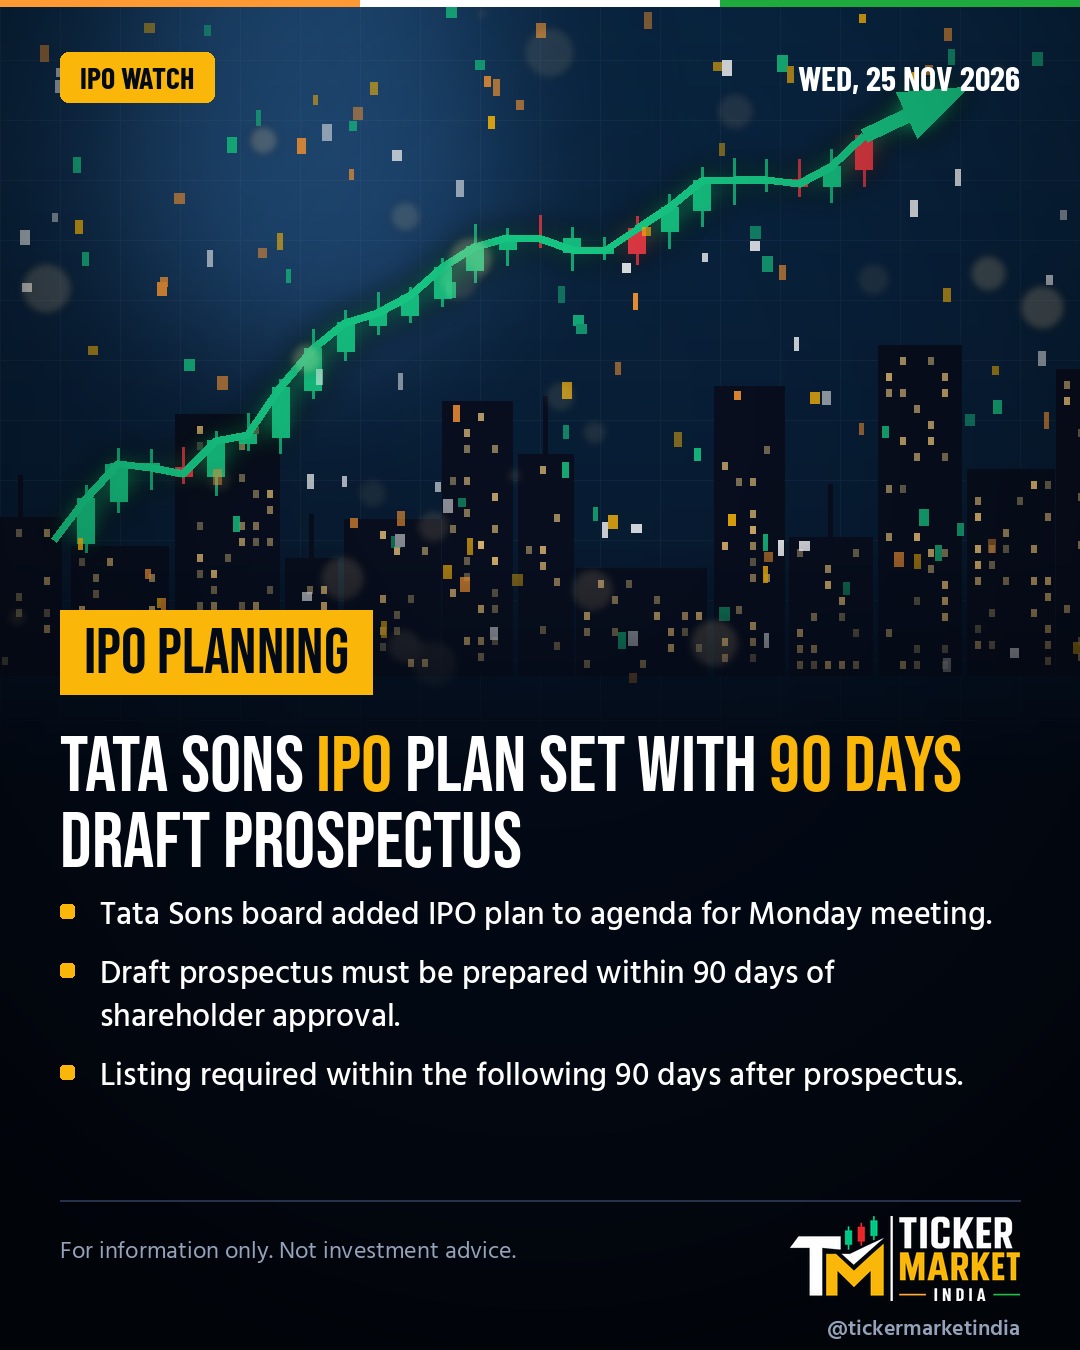 IPO WATCH
WED, 25 NOV 2026
IPO PLANNING
TATA SONS IPO PLAN SET WITH 90 DAYS
DRAFT PROSPECTUS
Tata Sons board added IPO plan to agenda for Monday meeting.
Draft prospectus must be prepared within 90 days of
shareholder approval.
Listing required within the following 90 days after prospectus.
For information only. Not investment advice.
TM
TICKER
MARKET
INDIA
@tickermarketindia